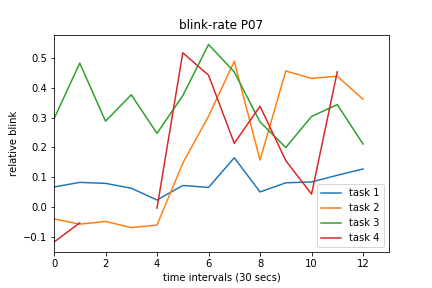 blink-rate P07
relative blink
0.5
0.4
0.3
0.2
0.1
0.0
−0.1
0 2 4 6 8 10 12
time intervals (30 secs)
task 1
task 2
task 3
task 4